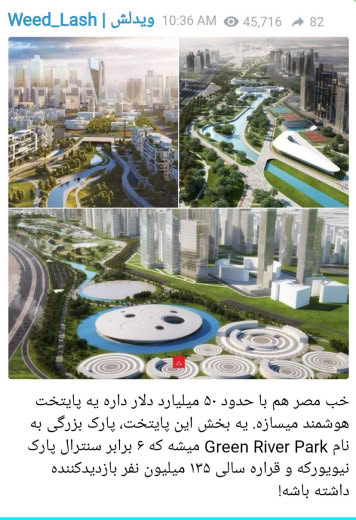 Weed_Lash | ویدلش 10:36 AM 45,716 82
خب مصر هم با حدود ۵۰ میلیارد دلار داره یه پایتخت
هوشمند میسازه. یه بخش این پایتخت، پارک بزرگی به
نام Green River Park میشه که ۶ برابر سنترال پارک
نیویورکه و قراره سالی ۱۳۵ میلیون نفر بازدیدکننده
داشته باشه!